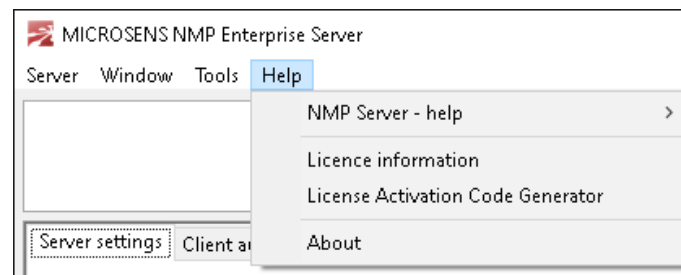 MICROSENS NMP Enterprise Server
Server Window Tools Help
NMP Server - help
Licence information
License Activation Code Generator
Server settings Client
About